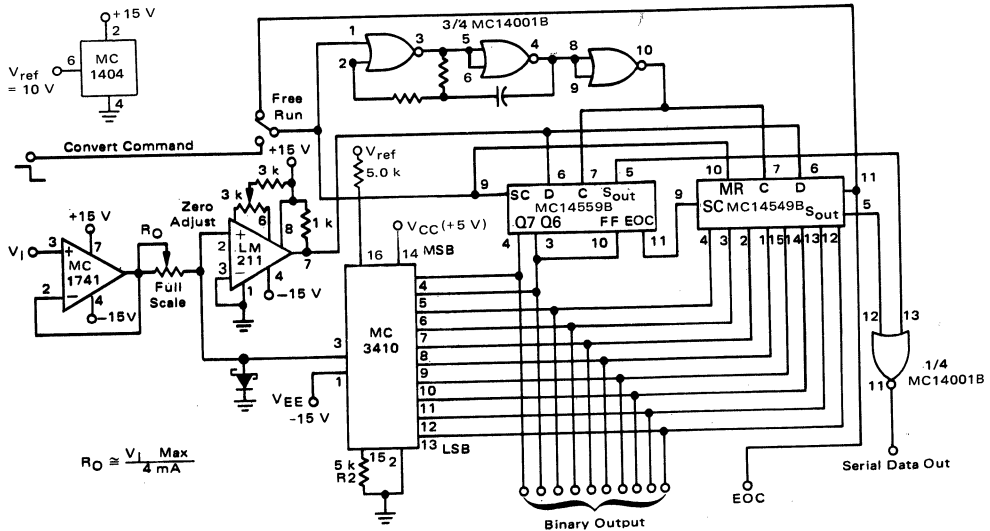 +15 V
2
MC
1404
6
Vref
= 10 V
4
3/4 MC14001B
1
2
3
5
6
4
8
9
10
Free
Run
Convert Command
+15 V
3 k
3 k
1 k
Zero
Adjust
6
8
7
2
3
+
−
LM
211
4
1
−15 V
Vref
5.0 k
VCC (+5 V)
16
14
MSB
+15 V
VI
3
+
7
MC
1741
2
−
4
−15V
RO
Full
Scale
3
1
VEE
-15 V
MC
3410
4
5
6
7
8
9
10
11
12
13 LSB
15
2
5 k
R2
9
6
7
5
SC D C Sout
MC14559B
Q7 Q6 FF EOC
4
3
10
11
10
7
6
MR C D
SC MC14549B
Sout
9
11
5
4 3 2 1 15 14 13 12
12
13
11
1/4
MC14001B
Serial Data Out
EOC
Binary Output
RO ≅ VI Max
4 mA